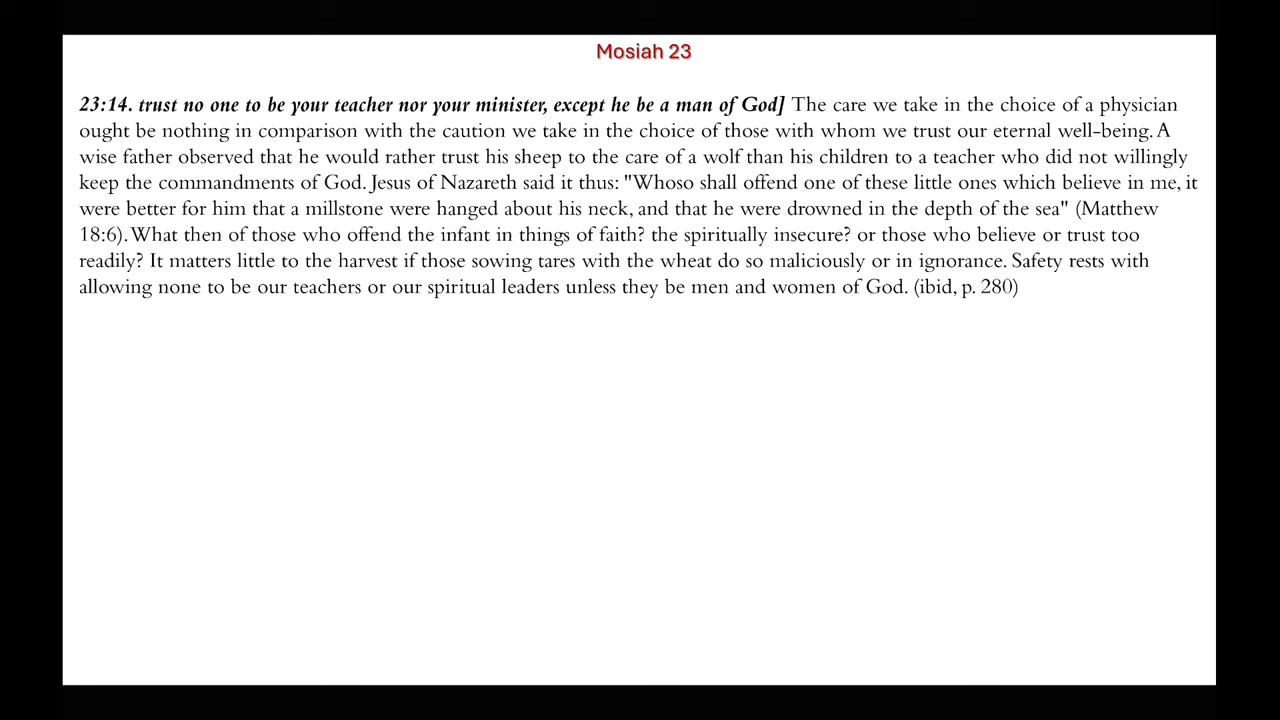 Mosiah 23
23:14. trust no one to be your teacher nor your minister, except he be a man of God] The care we take in the choice of a physician
ought be nothing in comparison with the caution we take in the choice of those with whom we trust our eternal well-being. A
wise father observed that he would rather trust his sheep to the care of a wolf than his children to a teacher who did not willingly
keep the commandments of God. Jesus of Nazareth said it thus: "Whoso shall offend one of these little ones which believe in me, it
were better for him that a millstone were hanged about his neck, and that he were drowned in the depth of the sea" (Matthew
18:6). What then of those who offend the infant in things of faith? the spiritually insecure? or those who believe or trust too
readily? It matters little to the harvest if those sowing tares with the wheat do so maliciously or in ignorance. Safety rests with
allowing none to be our teachers or our spiritual leaders unless they be men and women of God. (ibid, p. 280)